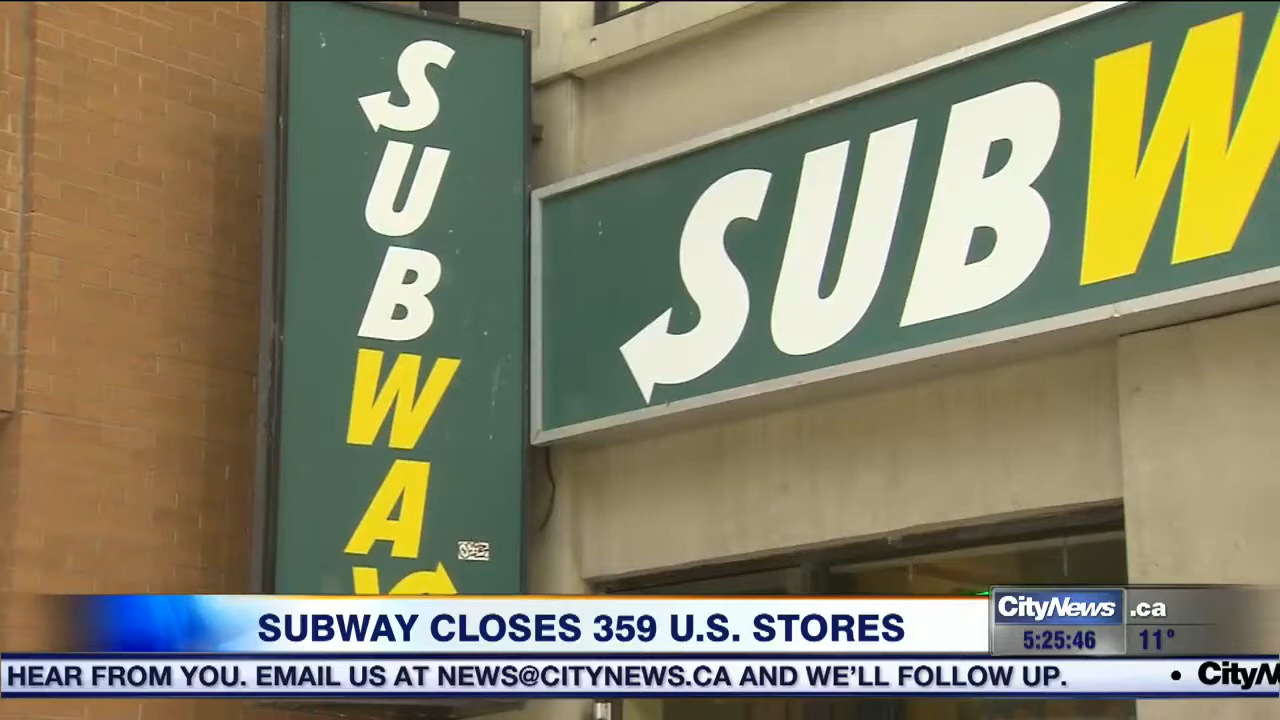 SUBWA
SUBW
SUBWAY CLOSES 359 U.S. STORES
CityNews .ca
5:25:46 11°
HEAR FROM YOU. EMAIL US AT NEWS@CITYNEWS.CA AND WE'LL FOLLOW UP. • CityN